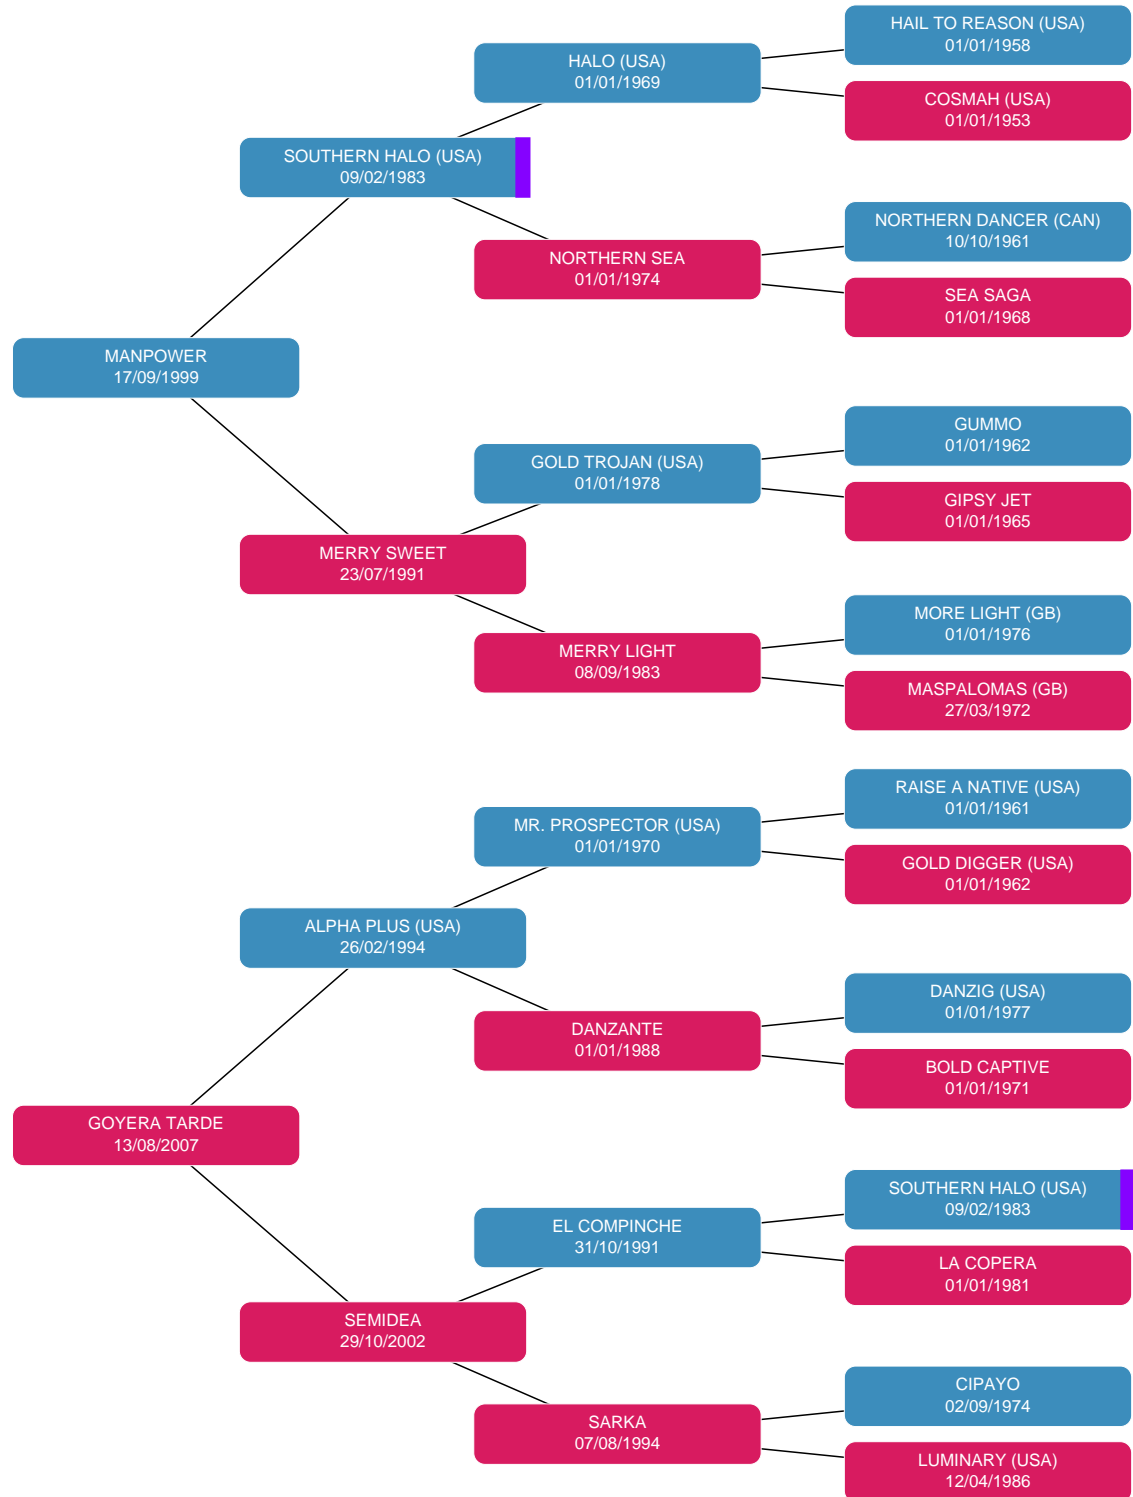 HAIL TO REASON (USA)
01/01/1958
HALO (USA)
01/01/1969
COSMAH (USA)
01/01/1953
SOUTHERN HALO (USA)
09/02/1983
NORTHERN DANCER (CAN)
10/10/1961
NORTHERN SEA
01/01/1974
SEA SAGA
01/01/1968
MANPOWER
17/09/1999
GUMMO
01/01/1962
GOLD TROJAN (USA)
01/01/1978
GIPSY JET
01/01/1965
MERRY SWEET
23/07/1991
MORE LIGHT (GB)
01/01/1976
MERRY LIGHT
08/09/1983
MASPALOMAS (GB)
27/03/1972
RAISE A NATIVE (USA)
01/01/1961
MR. PROSPECTOR (USA)
01/01/1970
GOLD DIGGER (USA)
01/01/1962
ALPHA PLUS (USA)
26/02/1994
DANZIG (USA)
01/01/1977
DANZANTE
01/01/1988
BOLD CAPTIVE
01/01/1971
GOYERA TARDE
13/08/2007
SOUTHERN HALO (USA)
09/02/1983
EL COMPINCHE
31/10/1991
LA COPERA
01/01/1981
SEMIDEA
29/10/2002
CIPAYO
02/09/1974
SARKA
07/08/1994
LUMINARY (USA)
12/04/1986